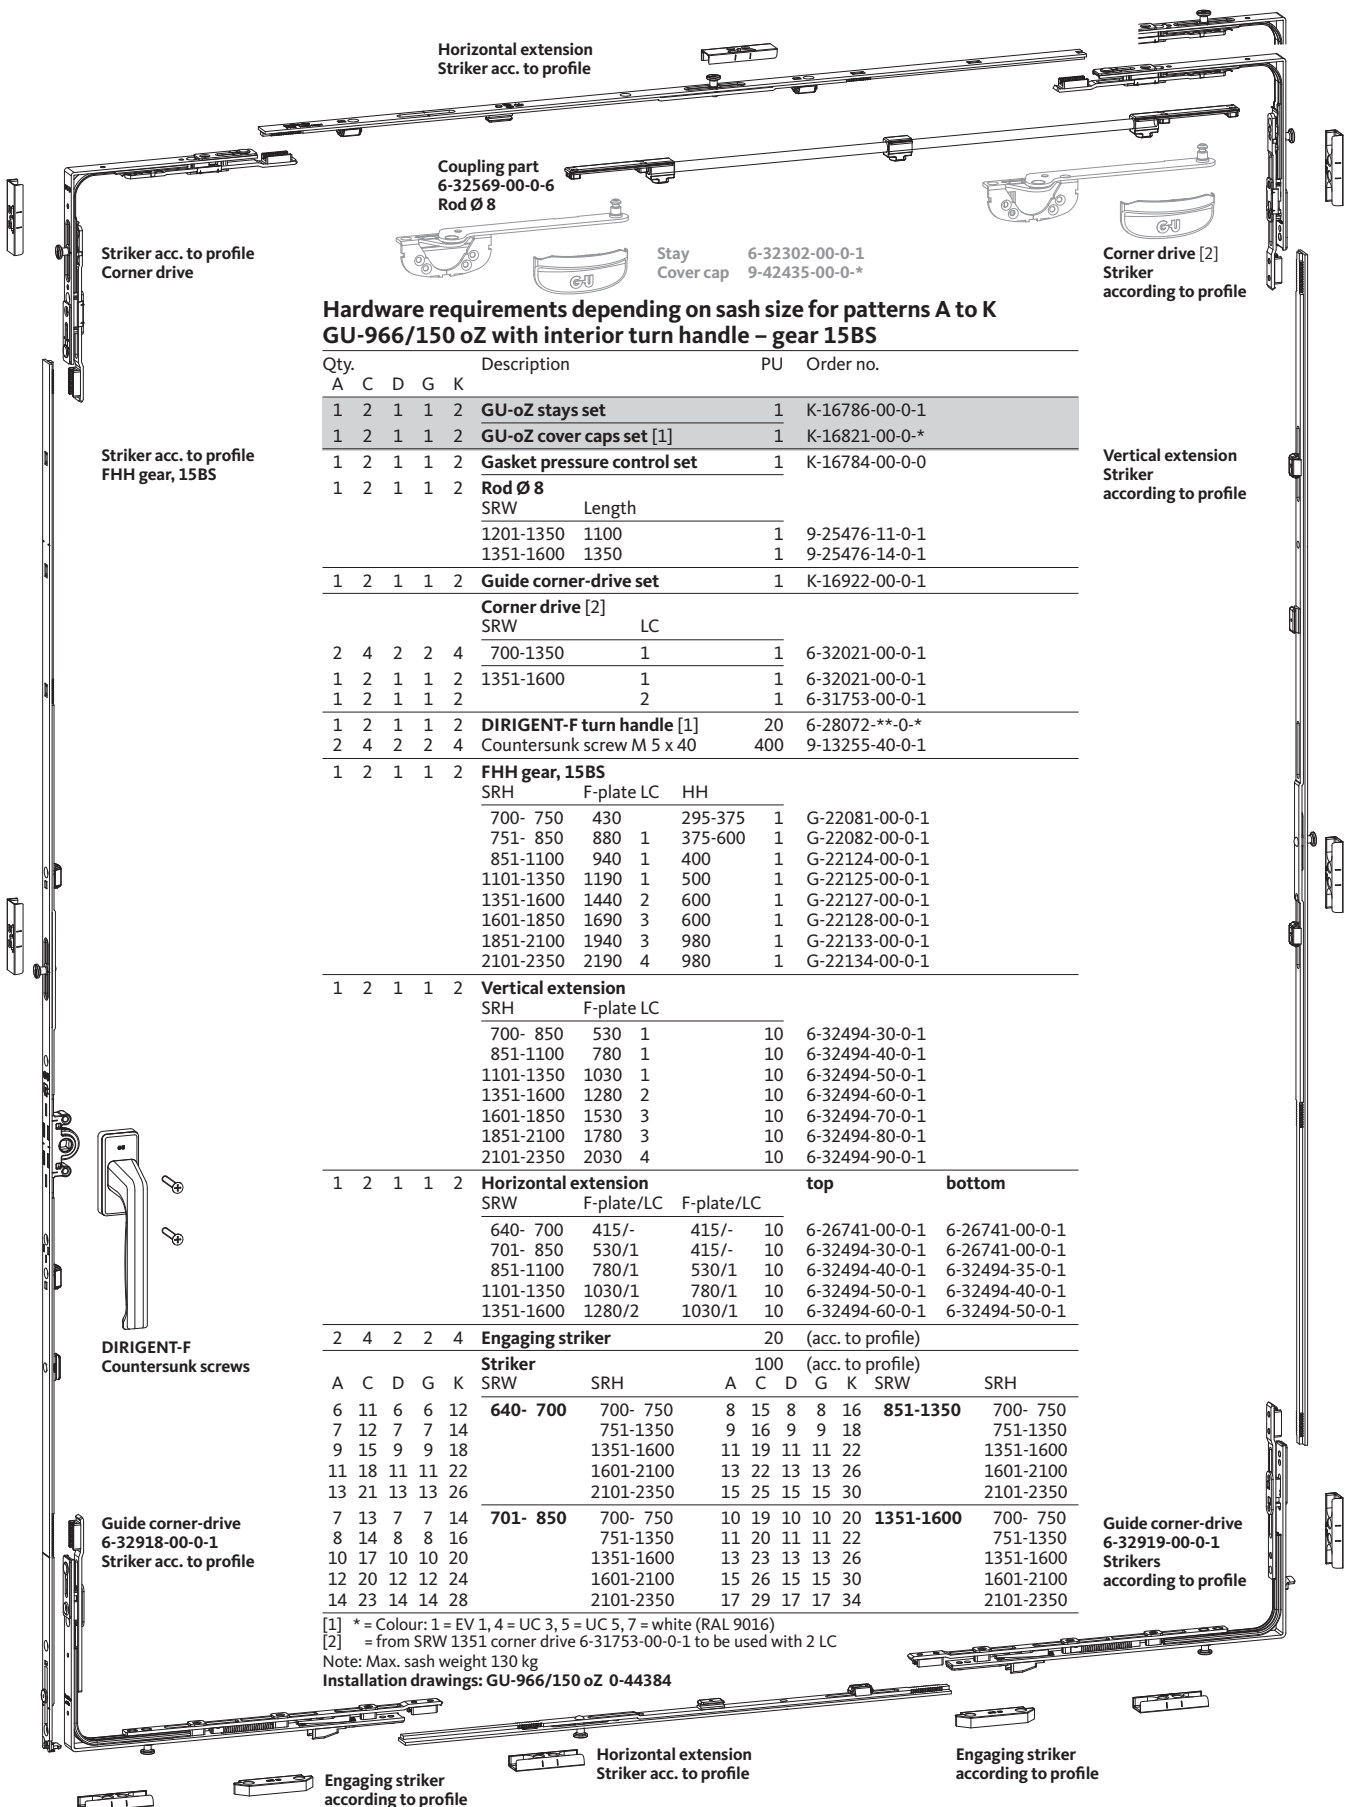 Horizontal extension
Striker acc. to profile
Coupling part
6-32569-00-0-6
Rod Ø 8
Striker acc. to profile
Corner drive
G-U
G-U
Stay 6-32302-00-0-1
Cover cap 9-42435-00-0-*
Corner drive [2]
Striker
according to profile
Hardware requirements depending on sash size for patterns A to K
GU-966/150 oZ with interior turn handle – gear 15BS
Qty. Description PU Order no.
A C D G K
1 2 1 1 2 GU-oZ stays set 1 K-16786-00-0-1
1 2 1 1 2 GU-oZ cover caps set [1] 1 K-16821-00-0-*
Striker acc. to profile
FHH gear, 15BS
Vertical extension
Striker
according to profile
1 2 1 1 2 Gasket pressure control set 1 K-16784-00-0-0
1 2 1 1 2 Rod Ø 8
SRW Length
1201-1350 1100 1 9-25476-11-0-1
1351-1600 1350 1 9-25476-14-0-1
1 2 1 1 2 Guide corner-drive set 1 K-16922-00-0-1
Corner drive [2]
SRW LC
2 4 2 2 4 700-1350 1 1 6-32021-00-0-1
1 2 1 1 2 1351-1600 1 1 6-32021-00-0-1
1 2 1 1 2 2 1 6-31753-00-0-1
1 2 1 1 2 DIRIGENT-F turn handle [1] 20 6-28072-**-0-*
2 4 2 2 4 Countersunk screw M 5 x 40 400 9-13255-40-0-1
1 2 1 1 2 FHH gear, 15BS
SRH F-plate LC HH
700- 750 430 295-375 1 G-22081-00-0-1
751- 850 880 1 375-600 1 G-22082-00-0-1
851-1100 940 1 400 1 G-22124-00-0-1
1101-1350 1190 1 500 1 G-22125-00-0-1
1351-1600 1440 2 600 1 G-22127-00-0-1
1601-1850 1690 3 600 1 G-22128-00-0-1
1851-2100 1940 3 980 1 G-22133-00-0-1
2101-2350 2190 4 980 1 G-22134-00-0-1
1 2 1 1 2 Vertical extension
SRH F-plate LC
700- 850 530 1 10 6-32494-30-0-1
851-1100 780 1 10 6-32494-40-0-1
1101-1350 1030 1 10 6-32494-50-0-1
1351-1600 1280 2 10 6-32494-60-0-1
1601-1850 1530 3 10 6-32494-70-0-1
1851-2100 1780 3 10 6-32494-80-0-1
2101-2350 2030 4 10 6-32494-90-0-1
1 2 1 1 2 Horizontal extension top bottom
SRW F-plate/LC F-plate/LC
640- 700 415/- 415/- 10 6-26741-00-0-1 6-26741-00-0-1
701- 850 530/1 415/- 10 6-32494-30-0-1 6-26741-00-0-1
851-1100 780/1 530/1 10 6-32494-40-0-1 6-32494-35-0-1
1101-1350 1030/1 780/1 10 6-32494-50-0-1 6-32494-40-0-1
1351-1600 1280/2 1030/1 10 6-32494-60-0-1 6-32494-50-0-1
DIRIGENT-F
Countersunk screws
2 4 2 2 4 Engaging striker 20 (acc. to profile)
Striker 100 (acc. to profile)
A C D G K SRW SRH A C D G K SRW SRH
6 11 6 6 12 640- 700 700- 750 8 15 8 8 16 851-1350 700- 750
7 12 7 7 14 751-1350 9 16 9 9 18 751-1350
9 15 9 9 18 1351-1600 11 19 11 11 22 1351-1600
11 18 11 11 22 1601-2100 13 22 13 13 26 1601-2100
13 21 13 13 26 2101-2350 15 25 15 15 30 2101-2350
7 13 7 7 14 701- 850 700- 750 10 19 10 10 20 1351-1600 700- 750
8 14 8 8 16 751-1350 11 20 11 11 22 751-1350
10 17 10 10 20 1351-1600 13 23 13 13 26 1351-1600
12 20 12 12 24 1601-2100 15 26 15 15 30 1601-2100
14 23 14 14 28 2101-2350 17 29 17 17 34 2101-2350
Guide corner-drive
6-32918-00-0-1
Striker acc. to profile
Guide corner-drive
6-32919-00-0-1
Strikers
according to profile
[1] * = Colour: 1 = EV 1, 4 = UC 3, 5 = UC 5, 7 = white (RAL 9016)
[2] = from SRW 1351 corner drive 6-31753-00-0-1 to be used with 2 LC
Note: Max. sash weight 130 kg
Installation drawings: GU-966/150 oZ 0-44384
Horizontal extension
Striker acc. to profile
Engaging striker
according to profile
Engaging striker
according to profile